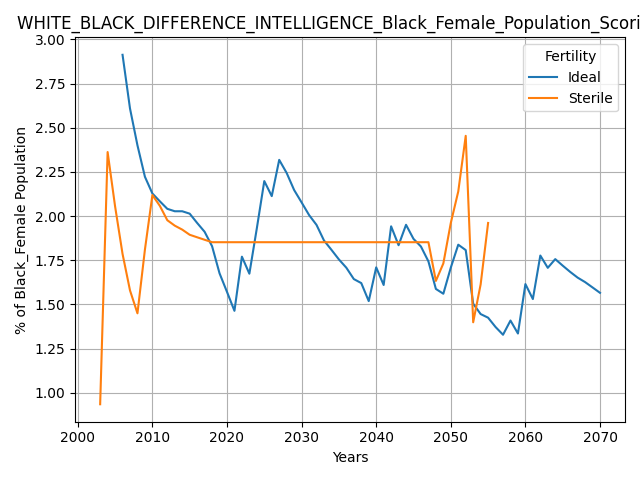 WHITE_BLACK_DIFFERENCE_INTELLIGENCE_Black_Female_Population_Scori
3.00
2.75
2.50
2.25
2.00
1.75
1.50
1.25
1.00
% of Black_Female Population
Fertility
Ideal
Sterile
2000 2010 2020 2030 2040 2050 2060 2070
Years